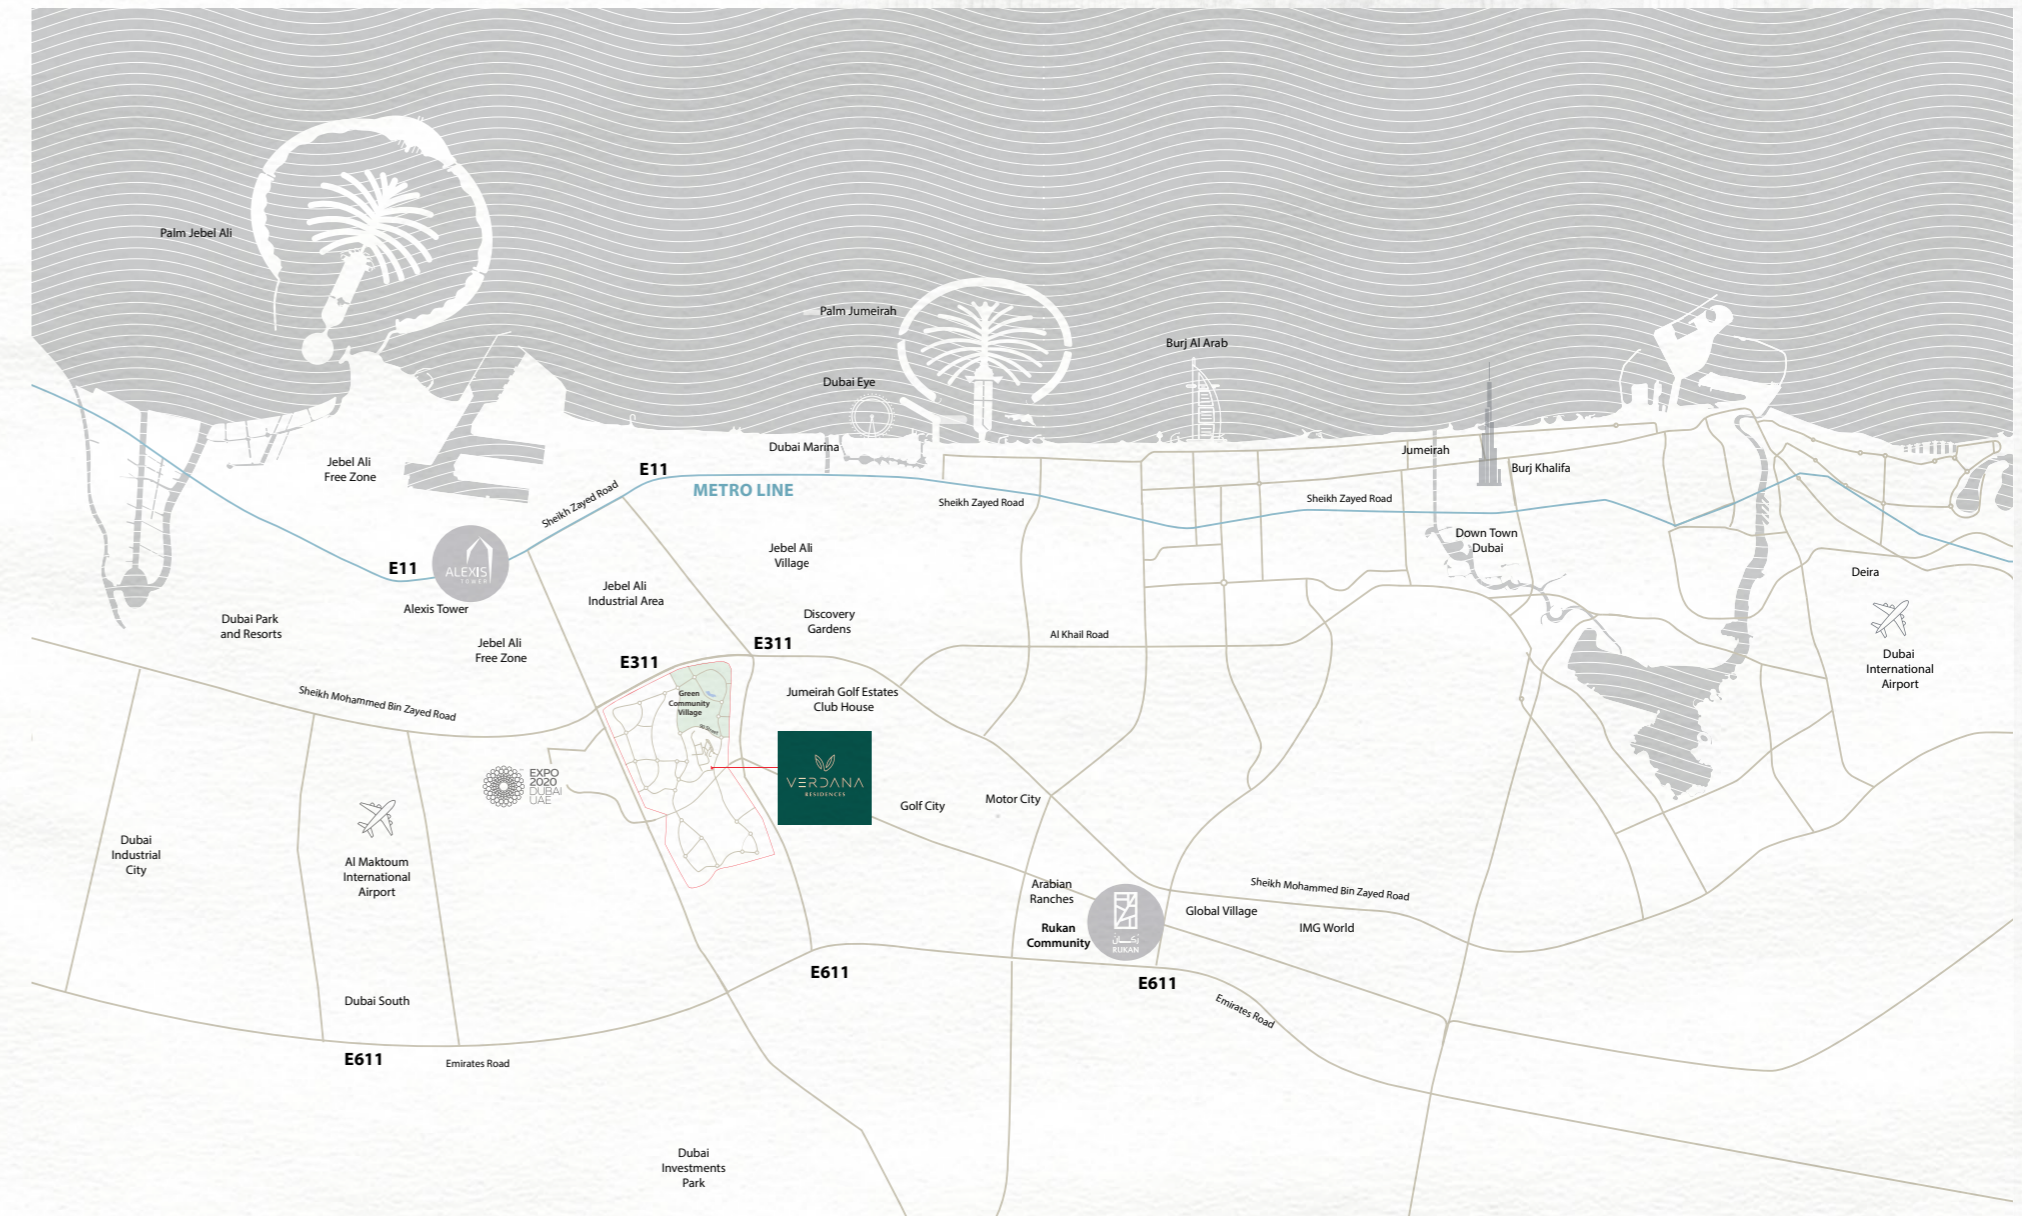 Palm Jebel Ali
Palm Jumeirah
Burj Al Arab
Dubai Eye
Dubai Marina
Jumeirah
Burj Khalifa
Jebel Ali
Free Zone
E11
METRO LINE
Sheikh Zayed Road
Sheikh Zayed Road
Sheikh Zayed Road
Down Town
Dubai
Jebel Ali
Village
E11
ALEXIS
TOWER
Alexis Tower
Jebel Ali
Industrial Area
Deira
Dubai Park
and Resorts
Discovery
Gardens
Al Khail Road
Jebel Ali
Free Zone
E311
E311
Dubai
International
Airport
Sheikh Mohammed Bin Zayed Road
Green
Community
Village
Jumeirah Golf Estates
Club House
EXPO
2020
DUBAI
UAE
VERDANA
RESIDENCES
Golf City
Motor City
Dubai
Industrial
City
Al Maktoum
International
Airport
Arabian
Ranches
Rukan
Community
رُكــان
RUKAN
Sheikh Mohammed Bin Zayed Road
Global Village
IMG World
E611
E611
Emirates Road
Dubai South
E611
Emirates Road
Dubai
Investments
Park